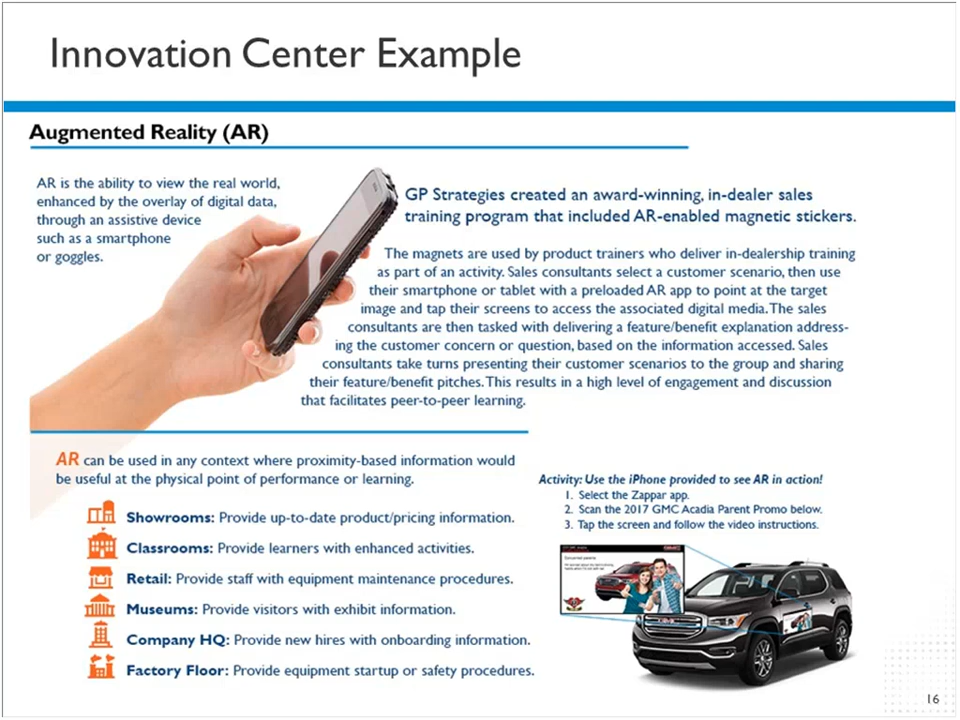 Innovation Center Example
Augmented Reality (AR)
AR is the ability to view the real world,
enhanced by the overlay of digital data,
through an assistive device
such as a smartphone
or goggles.
GP Strategies created an award-winning, in-dealer sales
training program that included AR-enabled magnetic stickers.
The magnets are used by product trainers who deliver in-dealership training
as part of an activity. Sales consultants select a customer scenario, then use
their smartphone or tablet with a preloaded AR app to point at the target
image and tap their screens to access the associated digital media. The sales
consultants are then tasked with delivering a feature/benefit explanation address-
ing the customer concern or question, based on the information accessed. Sales
consultants take turns presenting their customer scenarios to the group and sharing
their feature/benefit pitches. This results in a high level of engagement and discussion
that facilitates peer-to-peer learning.
AR can be used in any context where proximity-based information would
be useful at the physical point of performance or learning.
Showrooms: Provide up-to-date product/pricing information.
Classrooms: Provide learners with enhanced activities.
Retail: Provide staff with equipment maintenance procedures.
Museums: Provide visitors with exhibit information.
Company HQ: Provide new hires with onboarding information.
Factory Floor: Provide equipment startup or safety procedures.
Activity: Use the iPhone provided to see AR in action!
1. Select the Zappar app.
2. Scan the 2017 GMC Acadia Parent Promo below.
3. Tap the screen and follow the video instructions.
16